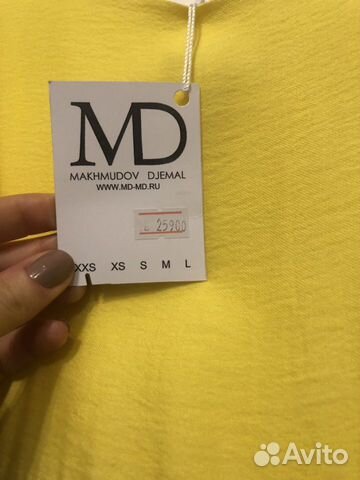 MD
MAKHMUDOV DJEMAL
WWW.MD-MD.RU
25900
XXS XS S M L
Avito